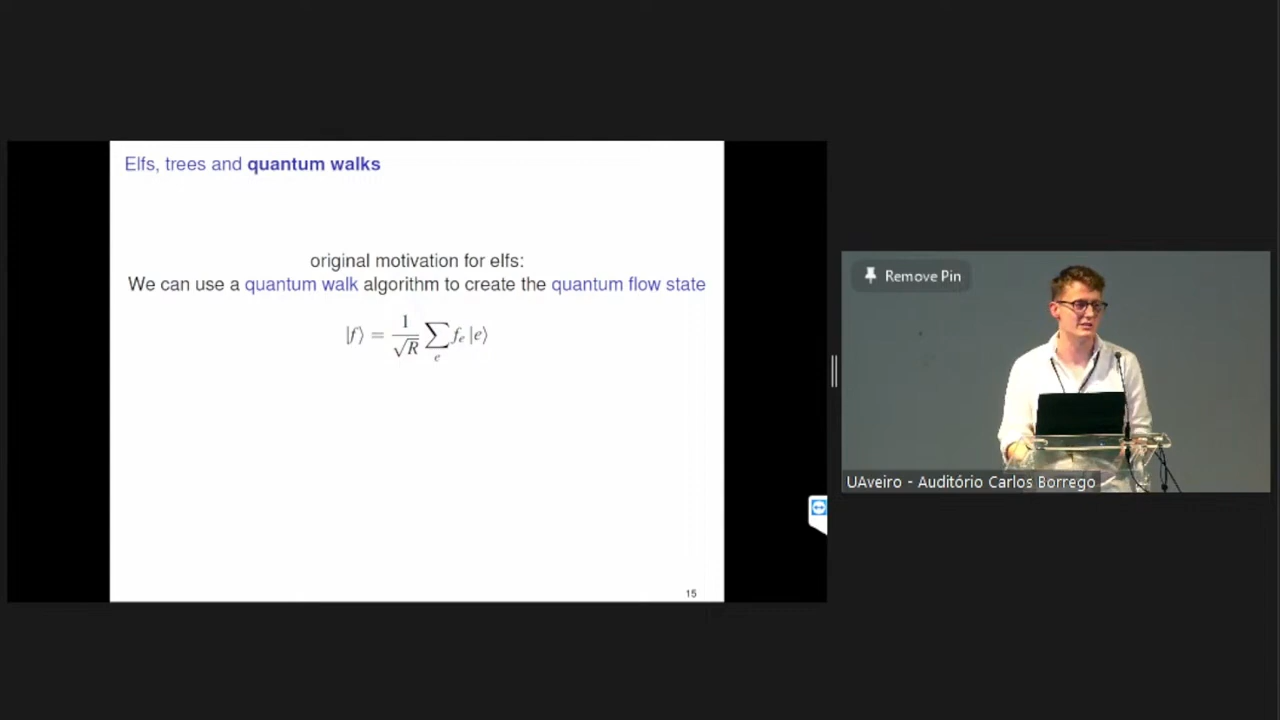 Elfs, trees and quantum walks
original motivation for elfs:
We can use a quantum walk algorithm to create the quantum flow state
|f⟩ = 1/√R ∑_e f_e |e⟩
15
Remove Pin
UAveiro - Auditório Carlos Borrego